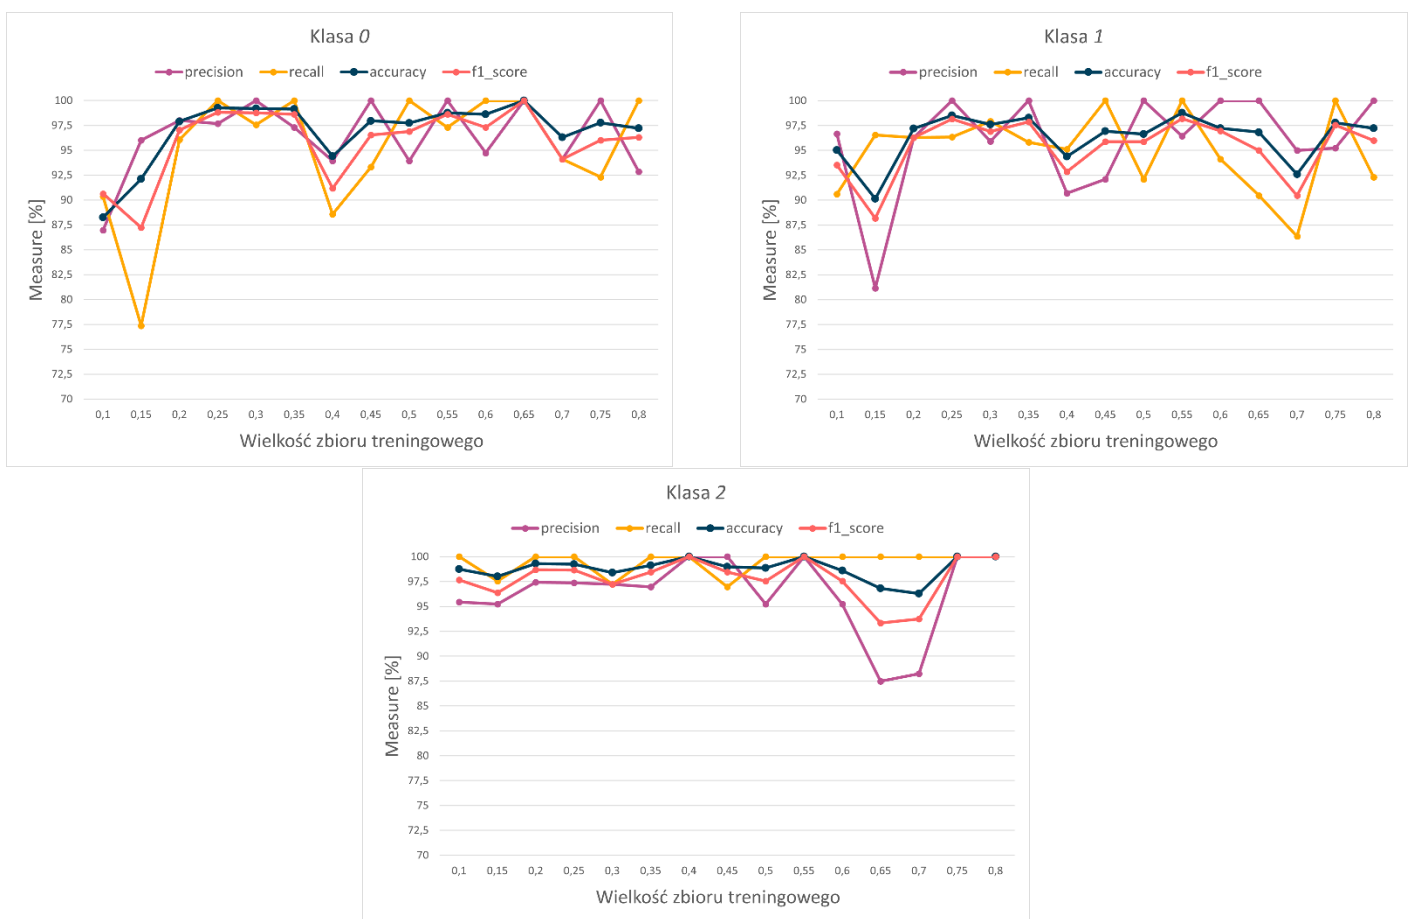 Klasa 0
precision recall accuracy f1_score
100
97,5
95
92,5
90
87,5
85
82,5
80
77,5
75
72,5
70
Measure [%]
0,1 0,15 0,2 0,25 0,3 0,35 0,4 0,45 0,5 0,55 0,6 0,65 0,7 0,75 0,8
Wielkość zbioru treningowego
Klasa 1
precision recall accuracy f1_score
100
97,5
95
92,5
90
87,5
85
82,5
80
77,5
75
72,5
70
Measure [%]
0,1 0,15 0,2 0,25 0,3 0,35 0,4 0,45 0,5 0,55 0,6 0,65 0,7 0,75 0,8
Wielkość zbioru treningowego
Klasa 2
precision recall accuracy f1_score
100
97,5
95
92,5
90
87,5
85
82,5
80
77,5
75
72,5
70
Measure [%]
0,1 0,15 0,2 0,25 0,3 0,35 0,4 0,45 0,5 0,55 0,6 0,65 0,7 0,75 0,8
Wielkość zbioru treningowego